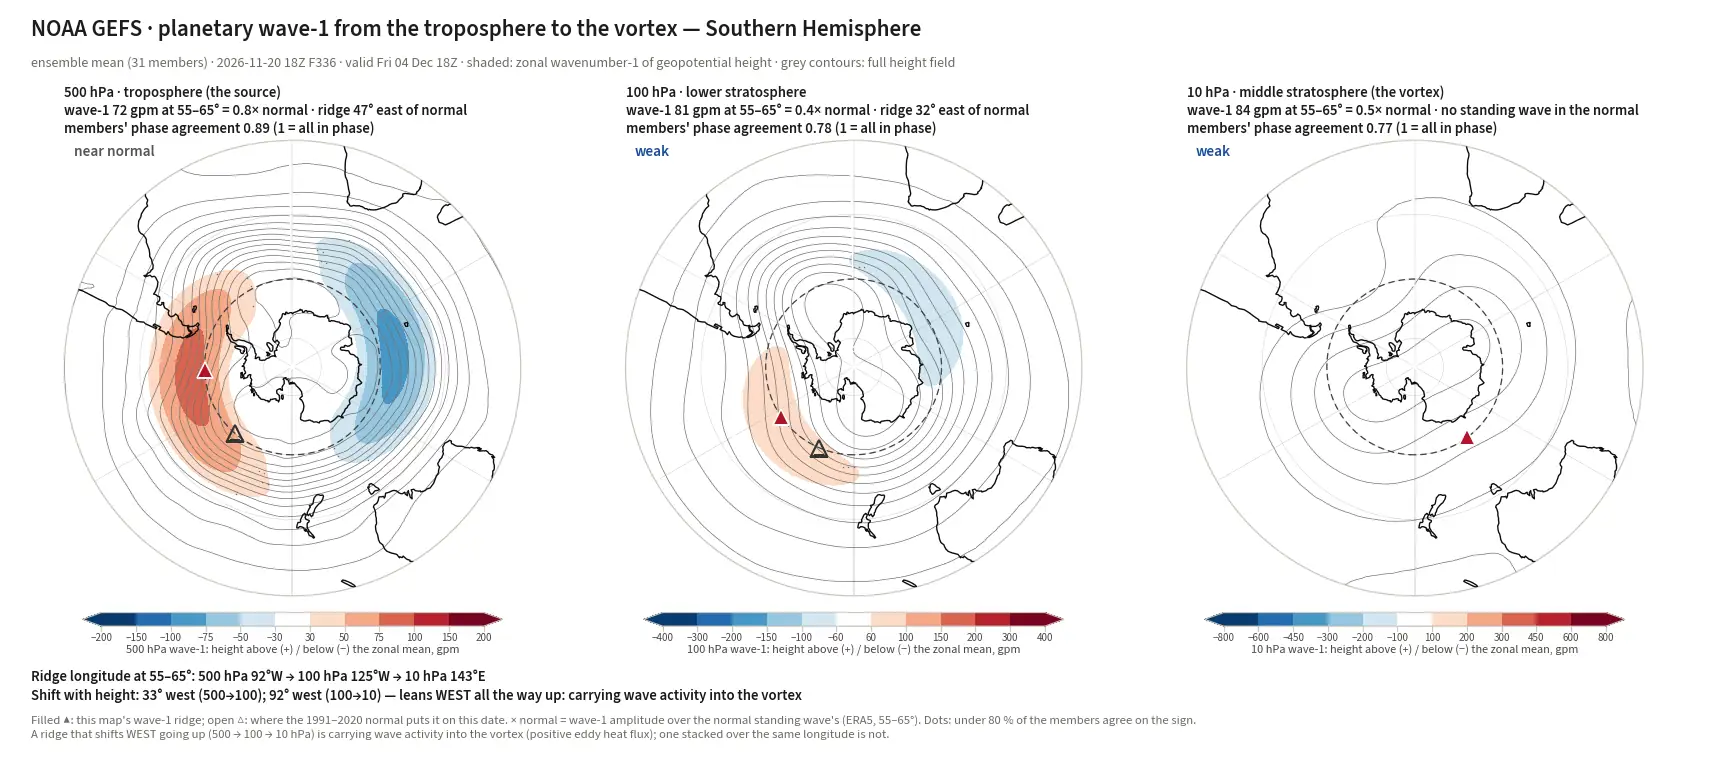 NOAA GEFS · planetary wave-1 from the troposphere to the vortex — Southern Hemisphere
ensemble mean (31 members) · 2026-11-20 18Z F336 · valid Fri 04 Dec 18Z · shaded: zonal wavenumber-1 of geopotential height · grey contours: full height field
500 hPa · troposphere (the source)
wave-1 72 gpm at 55–65° = 0.8× normal · ridge 47° east of normal
members' phase agreement 0.89 (1 = all in phase)
near normal
100 hPa · lower stratosphere
wave-1 81 gpm at 55–65° = 0.4× normal · ridge 32° east of normal
members' phase agreement 0.78 (1 = all in phase)
weak
10 hPa · middle stratosphere (the vortex)
wave-1 84 gpm at 55–65° = 0.5× normal · no standing wave in the normal
members' phase agreement 0.77 (1 = all in phase)
weak
−200 −150 −100 −75 −50 −30 30 50 75 100 150 200
500 hPa wave-1: height above (+) / below (−) the zonal mean, gpm
−400 −300 −200 −150 −100 −60 60 100 150 200 300 400
100 hPa wave-1: height above (+) / below (−) the zonal mean, gpm
−800 −600 −450 −300 −200 −100 100 200 300 450 600 800
10 hPa wave-1: height above (+) / below (−) the zonal mean, gpm
Ridge longitude at 55–65°: 500 hPa 92°W → 100 hPa 125°W → 10 hPa 143°E
Shift with height: 33° west (500→100); 92° west (100→10) — leans WEST all the way up: carrying wave activity into the vortex
Filled ▲: this map's wave-1 ridge; open △: where the 1991–2020 normal puts it on this date. × normal = wave-1 amplitude over the normal standing wave's (ERA5, 55–65°). Dots: under 80 % of the members agree on the sign.
A ridge that shifts WEST going up (500 → 100 → 10 hPa) is carrying wave activity into the vortex (positive eddy heat flux); one stacked over the same longitude is not.